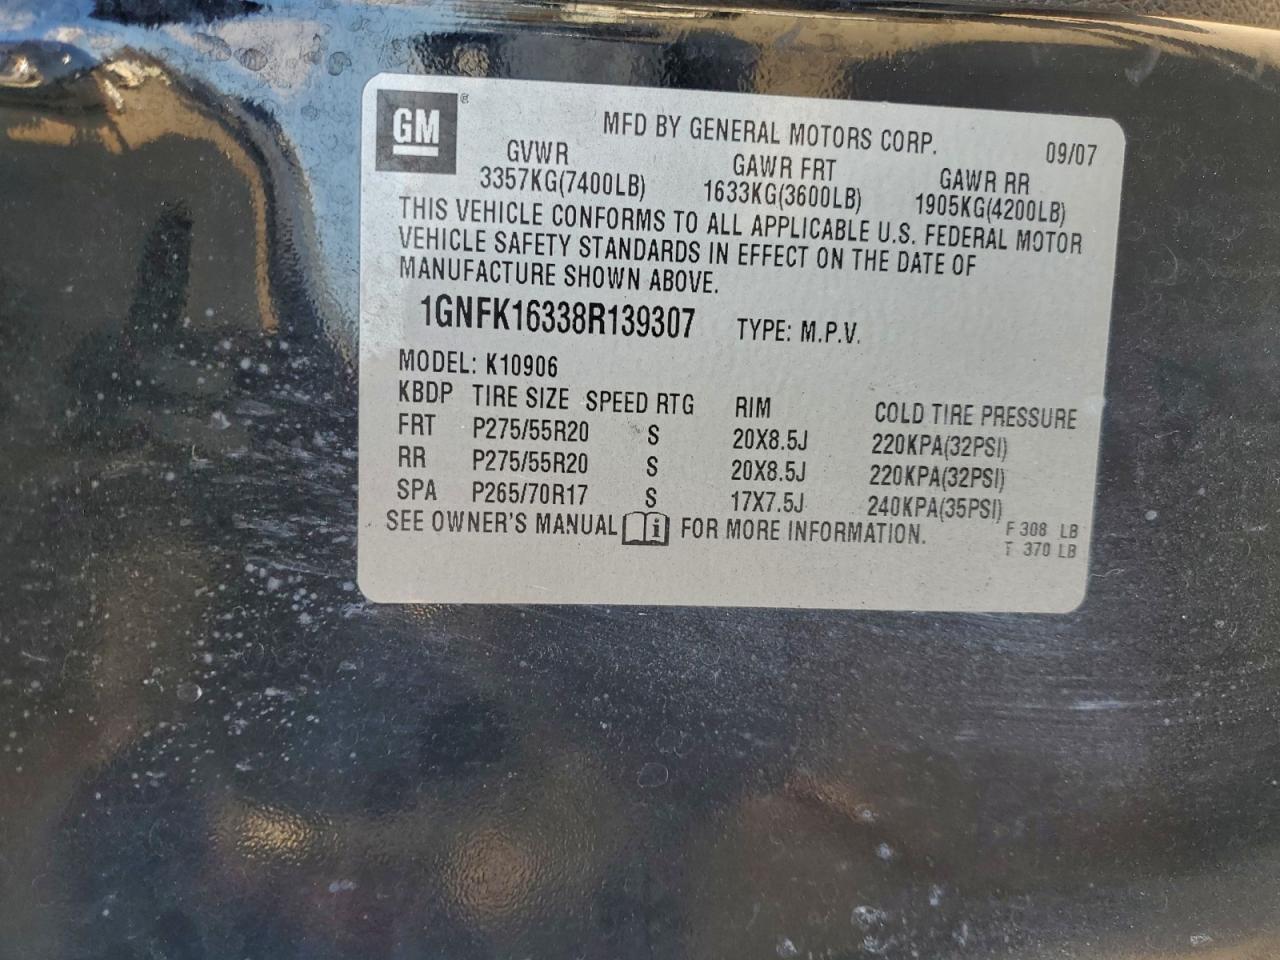 GM ® MFD BY GENERAL MOTORS CORP. 09/07
GVWR GAWR FRT GAWR RR
3357KG(7400LB) 1633KG(3600LB) 1905KG(4200LB)
THIS VEHICLE CONFORMS TO ALL APPLICABLE U.S. FEDERAL MOTOR
VEHICLE SAFETY STANDARDS IN EFFECT ON THE DATE OF
MANUFACTURE SHOWN ABOVE.
1GNFK16338R139307 TYPE: M.P.V.
MODEL: K10906
KBDP TIRE SIZE SPEED RTG RIM COLD TIRE PRESSURE
FRT P275/55R20 S 20X8.5J 220KPA(32PSI)
RR P275/55R20 S 20X8.5J 220KPA(32PSI)
SPA P265/70R17 S 17X7.5J 240KPA(35PSI)
SEE OWNER'S MANUAL i FOR MORE INFORMATION. F 308 LB
T 370 LB